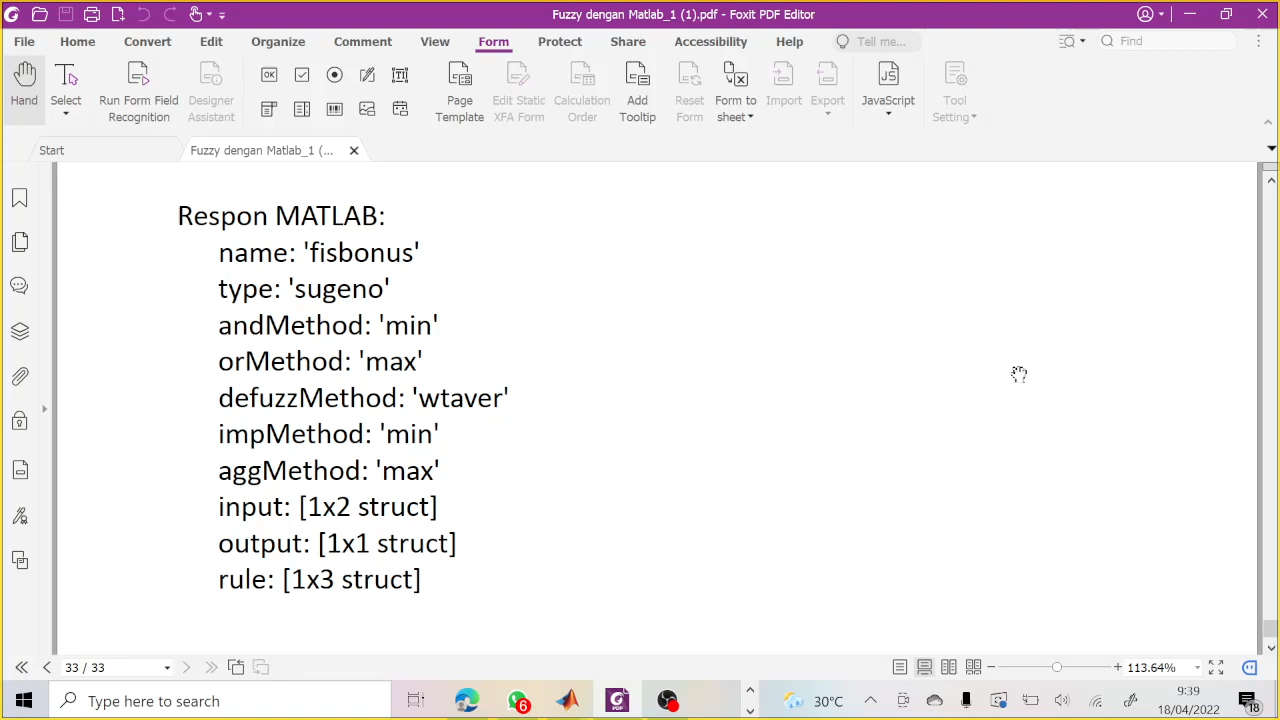 Fuzzy dengan Matlab_1 (1).pdf - Foxit PDF Editor
File Home Convert Edit Organize Comment View Form Protect Share Accessibility Help Tell me... Find
Hand
Select
Run Form Field
Recognition
Designer
Assistant
OK
Page
Template
Edit Static
XFA Form
Calculation
Order
Add
Tooltip
Reset
Form
Form to
sheet
Import
Export
JavaScript
Tool
Setting
Start
Fuzzy dengan Matlab_1 (...
Respon MATLAB:
name: 'fisbonus'
type: 'sugeno'
andMethod: 'min'
orMethod: 'max'
defuzzMethod: 'wtaver'
impMethod: 'min'
aggMethod: 'max'
input: [1x2 struct]
output: [1x1 struct]
rule: [1x3 struct]
33 / 33
113.64%
Type here to search
6
PDF
30°C
9:39
18/04/2022
18